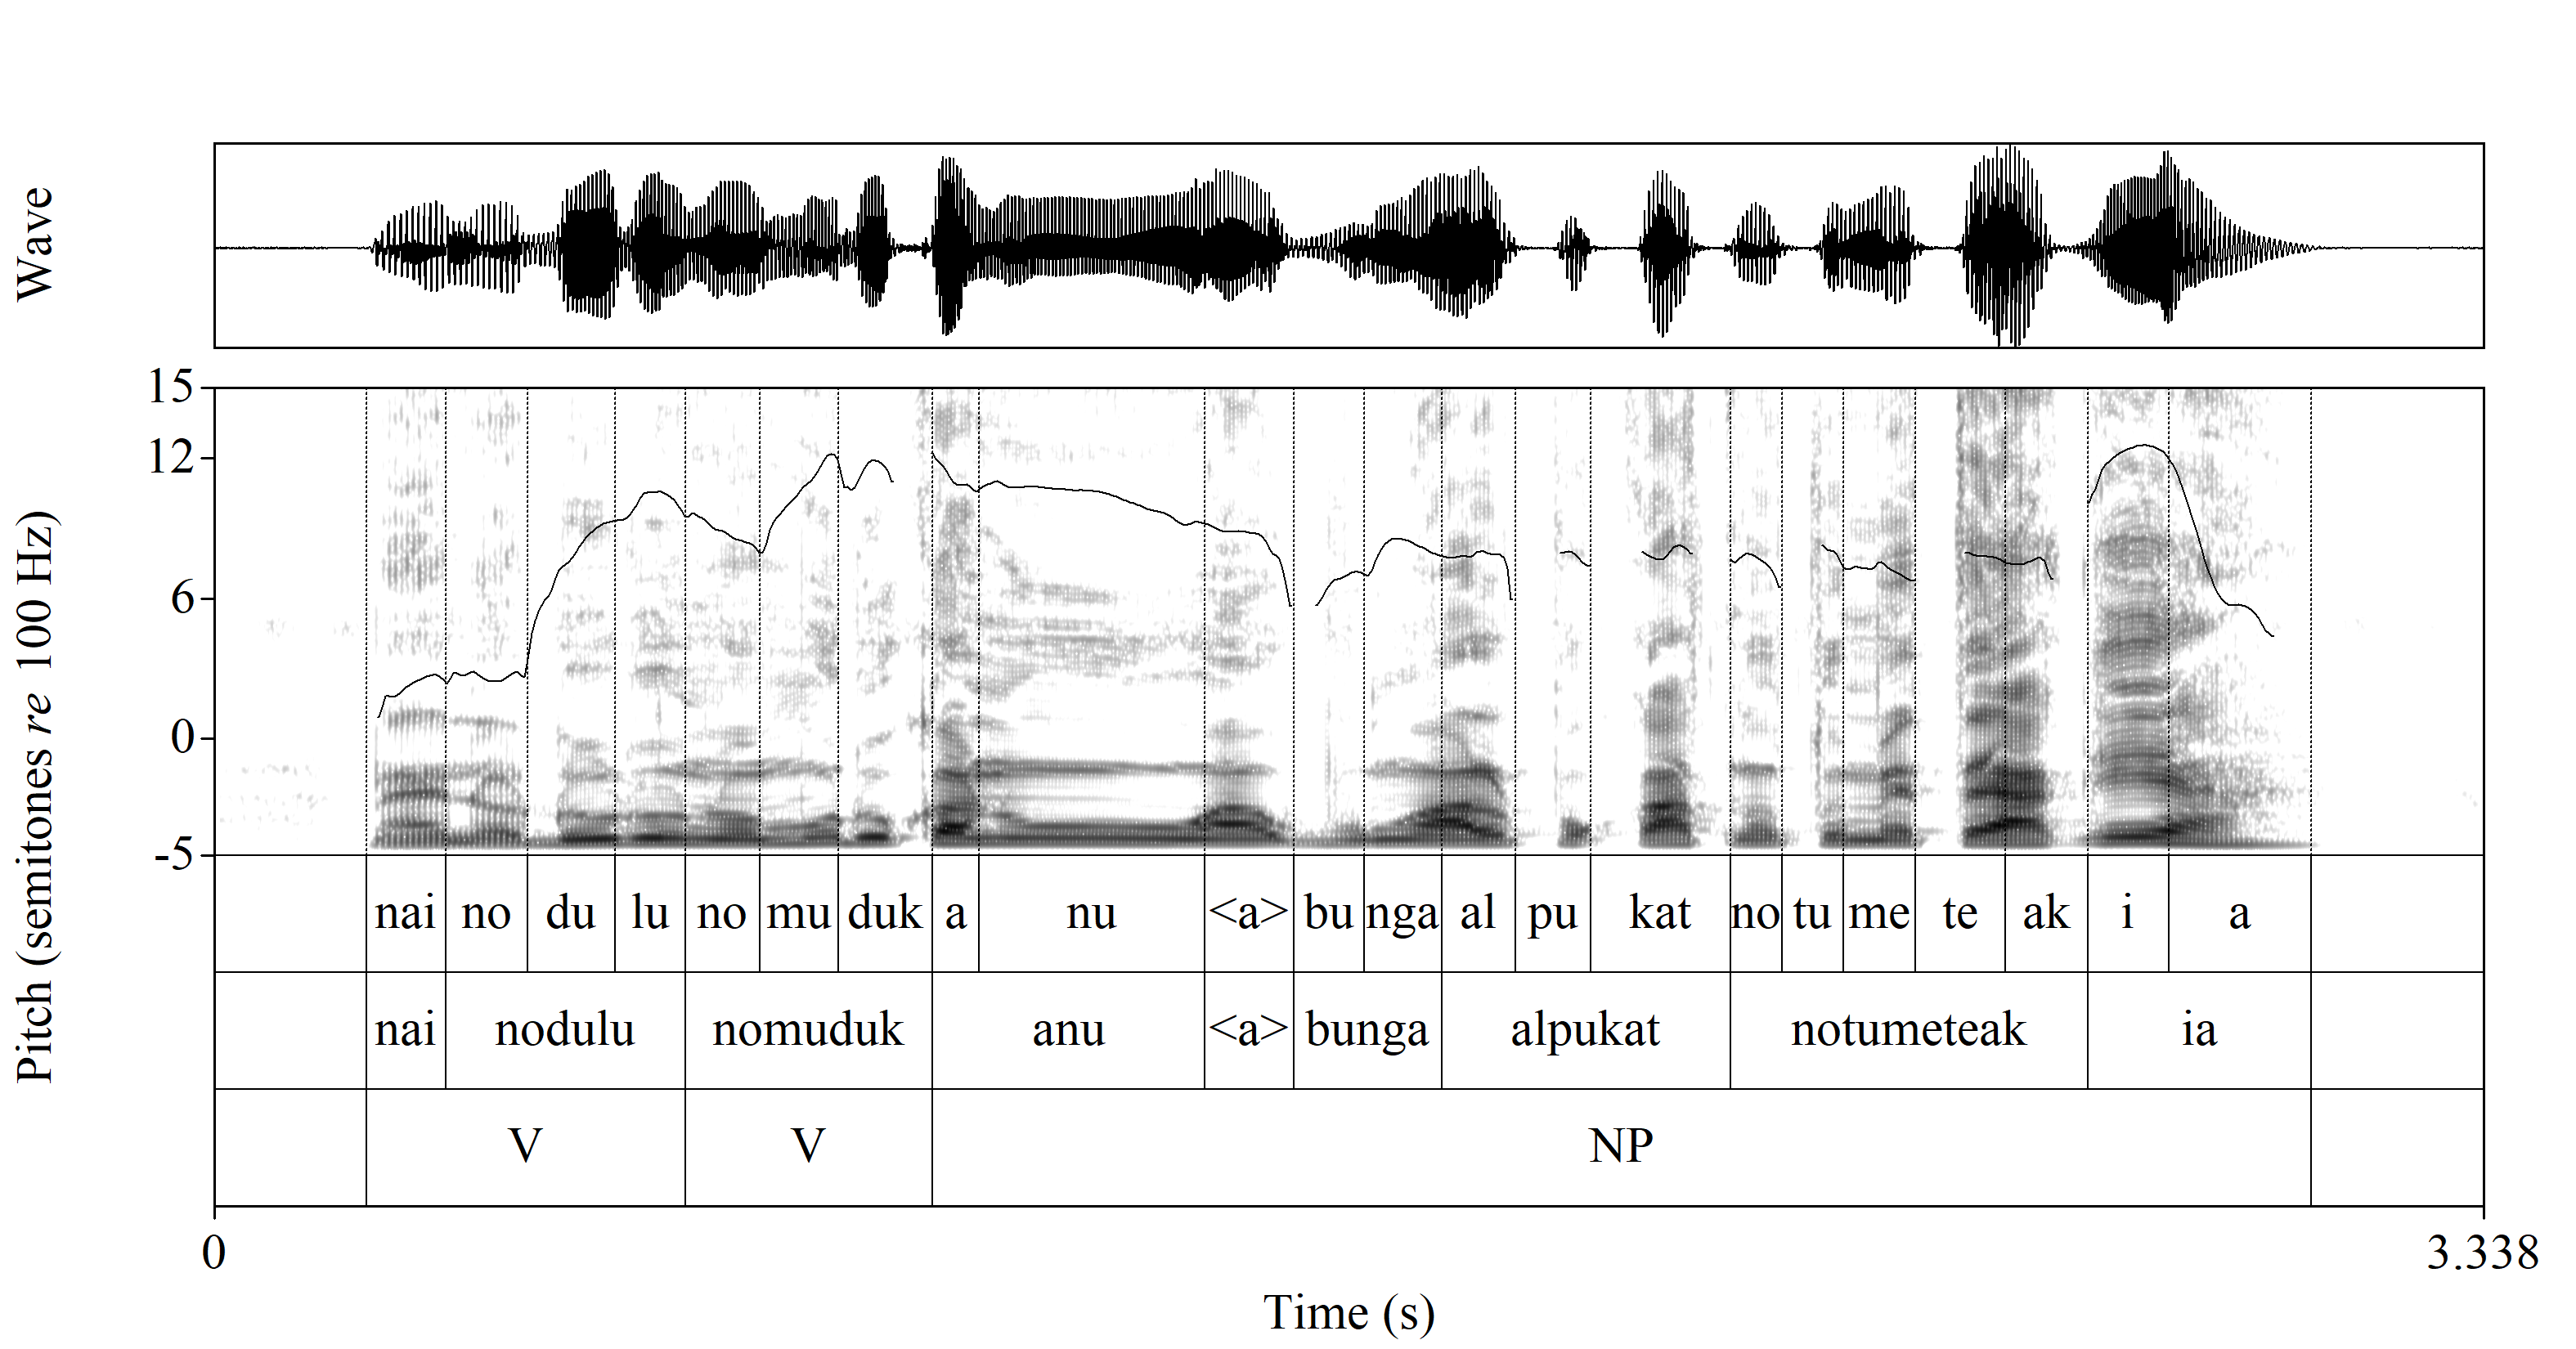 Wave
Pitch (semitones re 100 Hz)
15
12
6
0
-5
nai no du lu no mu duk a nu <a> bu nga al pu kat no tu me te ak i a
nai nodulu nomuduk anu <a> bunga alpukat notumeteak ia
V V NP
0 3.338
Time (s)